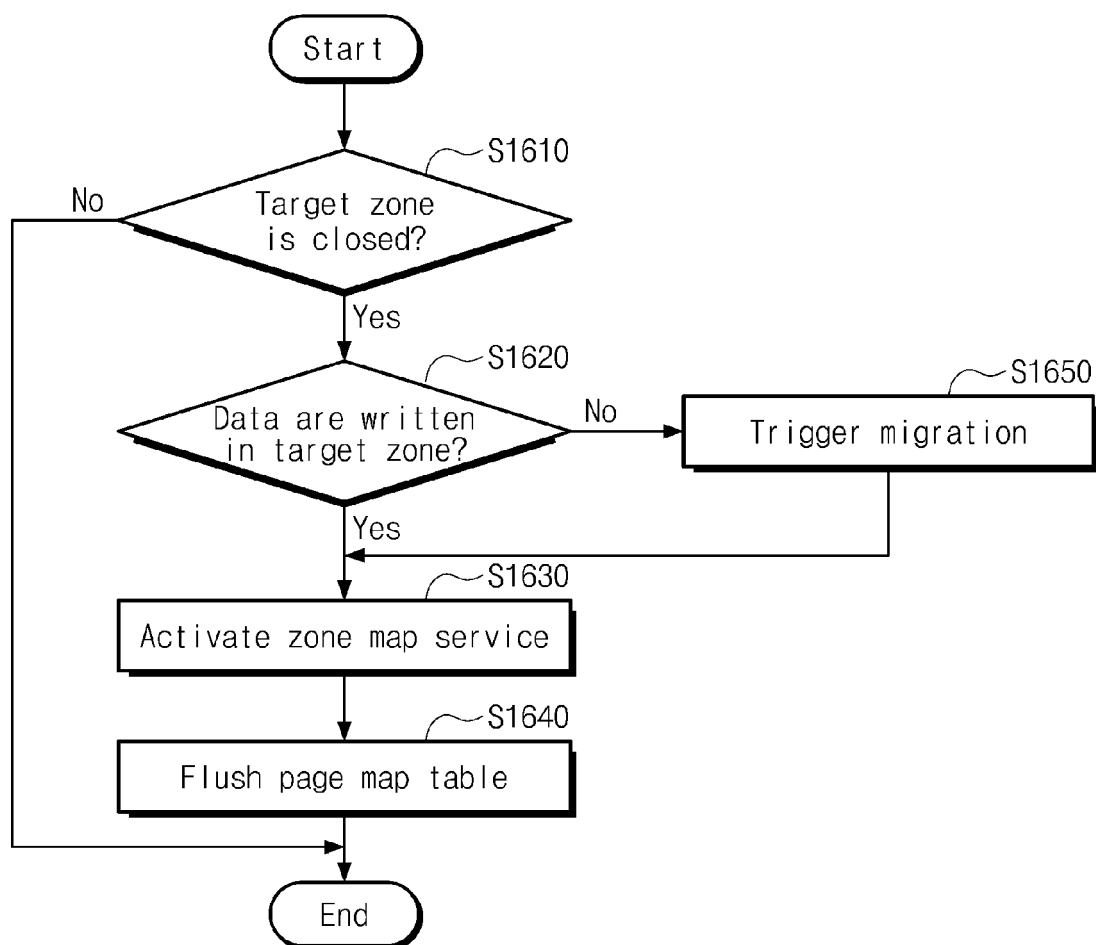 Start
S1610
No
Target zone
is closed?
Yes
S1620
S1650
Data are written
in target zone?
No
Trigger migration
Yes
S1630
Activate zone map service
S1640
Flush page map table
End